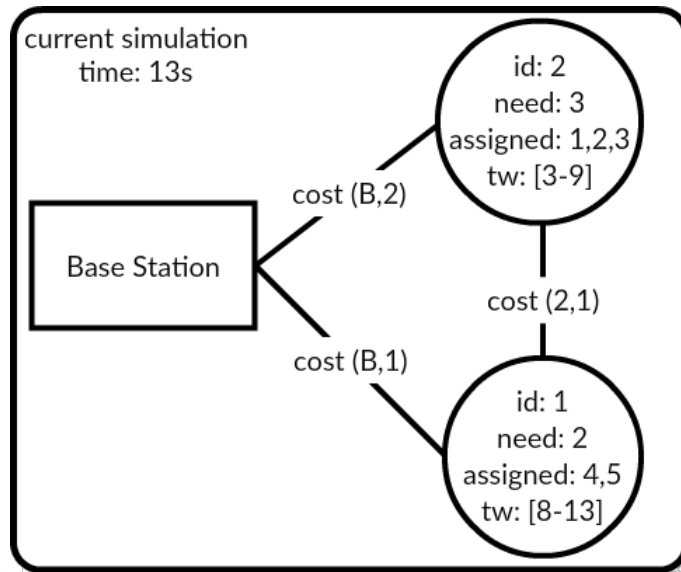 current simulation
time: 13s
id: 2
need: 3
assigned: 1,2,3
tw: [3-9]
cost (B,2)
Base Station
cost (2,1)
cost (B,1)
id: 1
need: 2
assigned: 4,5
tw: [8-13]